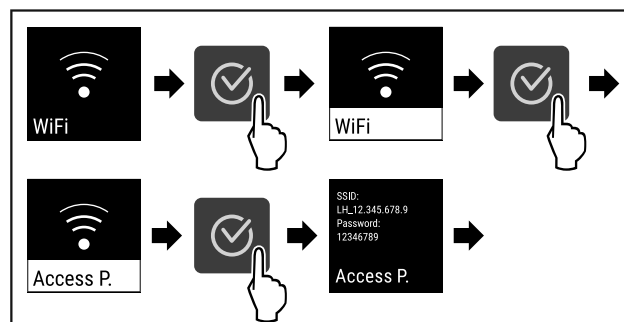 WiFi
WiFi
Access P.
SSID:
LH_12.345.678.9
Password:
12346789
Access P.